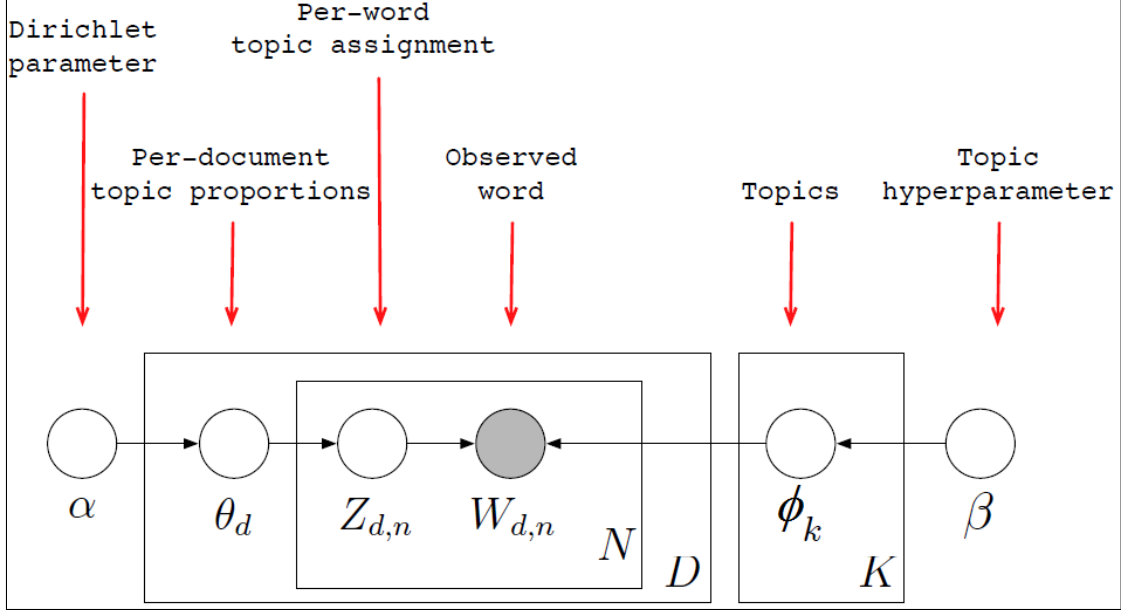 Dirichlet
parameter
Per-word
topic assignment
Per-document
topic proportions
Observed
word
Topics
Topic
hyperparameter
α
θ_d
Z_{d,n}
W_{d,n}
N
D
ϕ_k
K
β